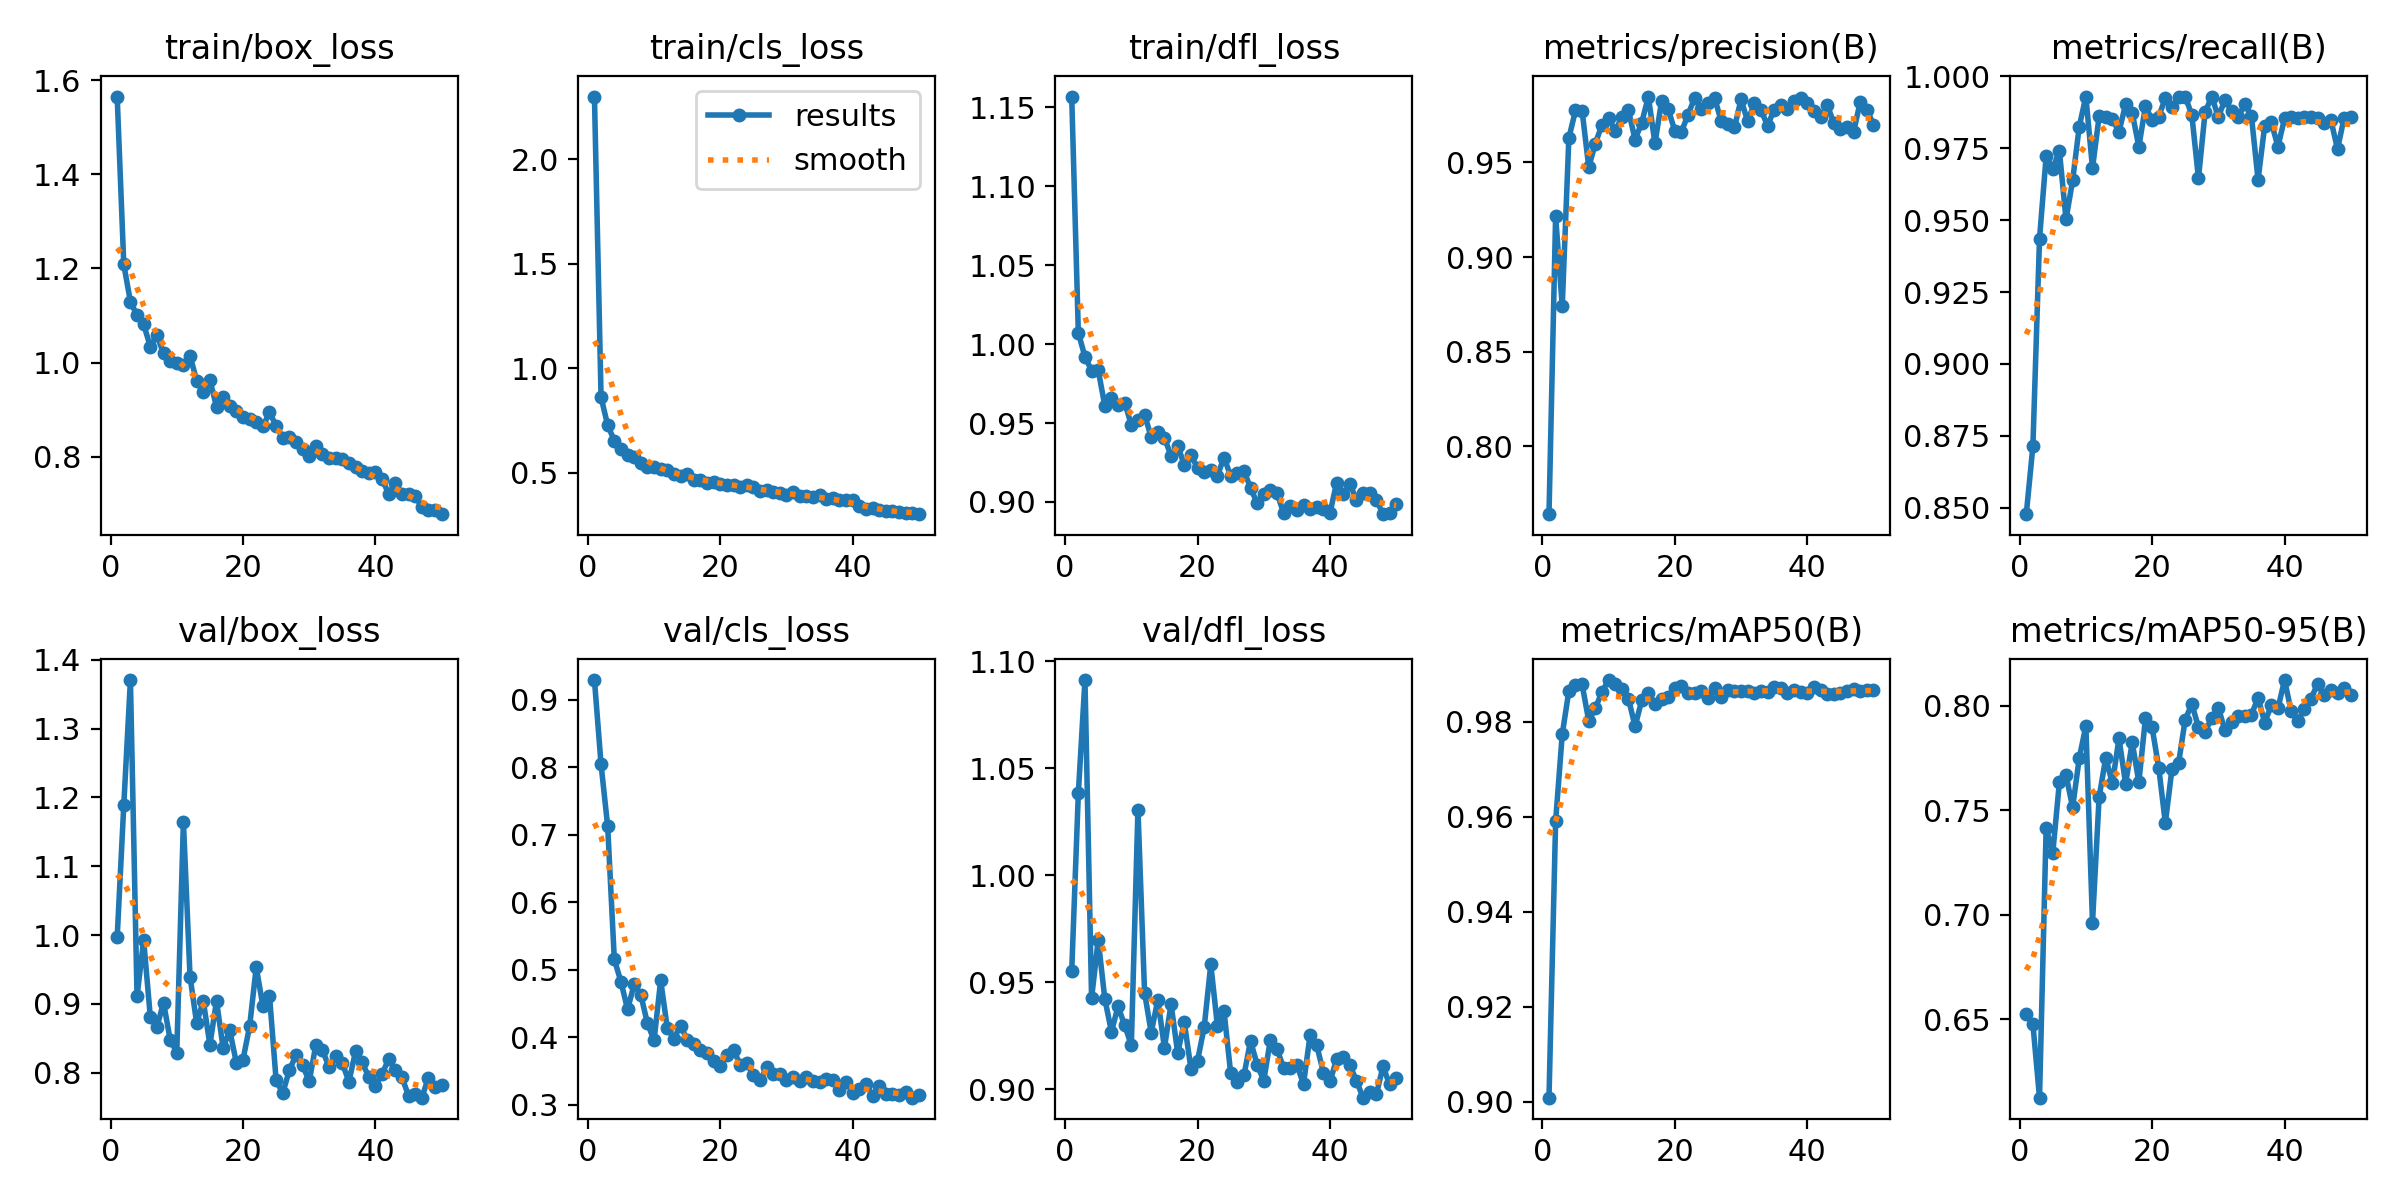 train/box_loss
1.6
1.4
1.2
1.0
0.8
0 20 40
train/cls_loss
results
smooth
2.0
1.5
1.0
0.5
0 20 40
train/dfl_loss
1.15
1.10
1.05
1.00
0.95
0.90
0 20 40
metrics/precision(B)
0.95
0.90
0.85
0.80
0 20 40
metrics/recall(B)
1.000
0.975
0.950
0.925
0.900
0.875
0.850
0 20 40
val/box_loss
1.4
1.3
1.2
1.1
1.0
0.9
0.8
0 20 40
val/cls_loss
0.9
0.8
0.7
0.6
0.5
0.4
0.3
0 20 40
val/dfl_loss
1.10
1.05
1.00
0.95
0.90
0 20 40
metrics/mAP50(B)
0.98
0.96
0.94
0.92
0.90
0 20 40
metrics/mAP50-95(B)
0.80
0.75
0.70
0.65
0 20 40